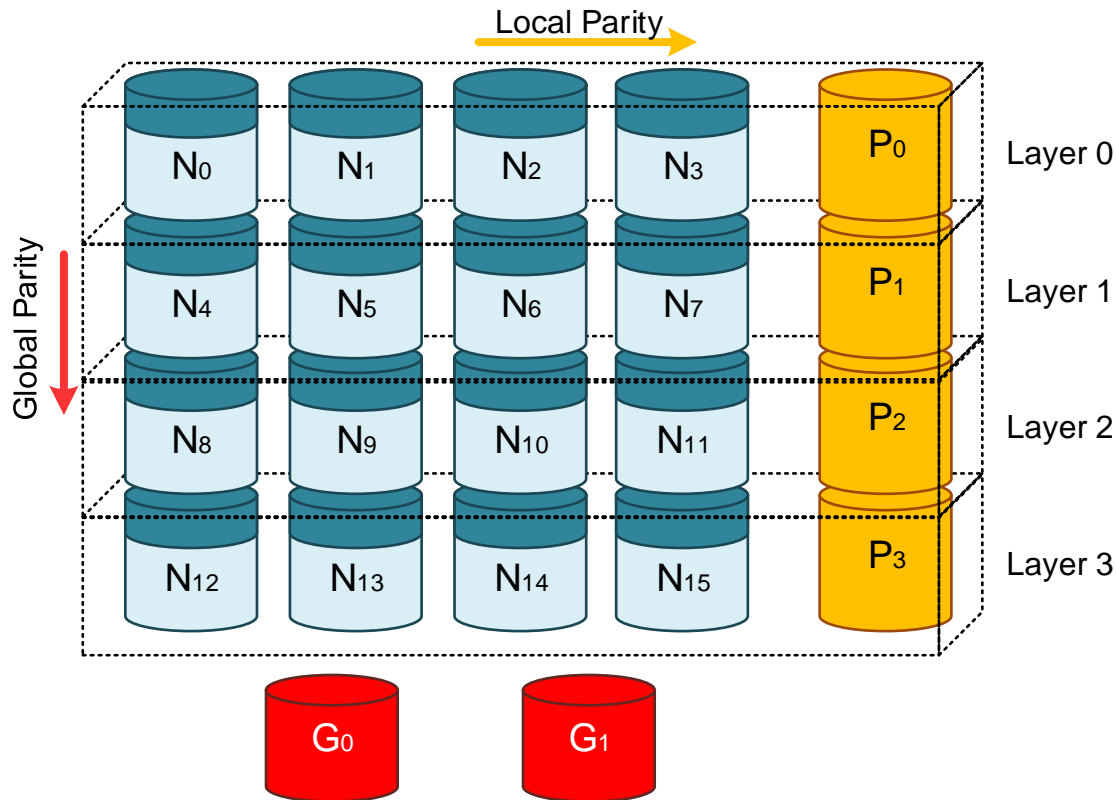 Local Parity
N0 N1 N2 N3 P0 Layer 0
Global Parity
N4 N5 N6 N7 P1 Layer 1
N8 N9 N10 N11 P2 Layer 2
N12 N13 N14 N15 P3 Layer 3
G0 G1